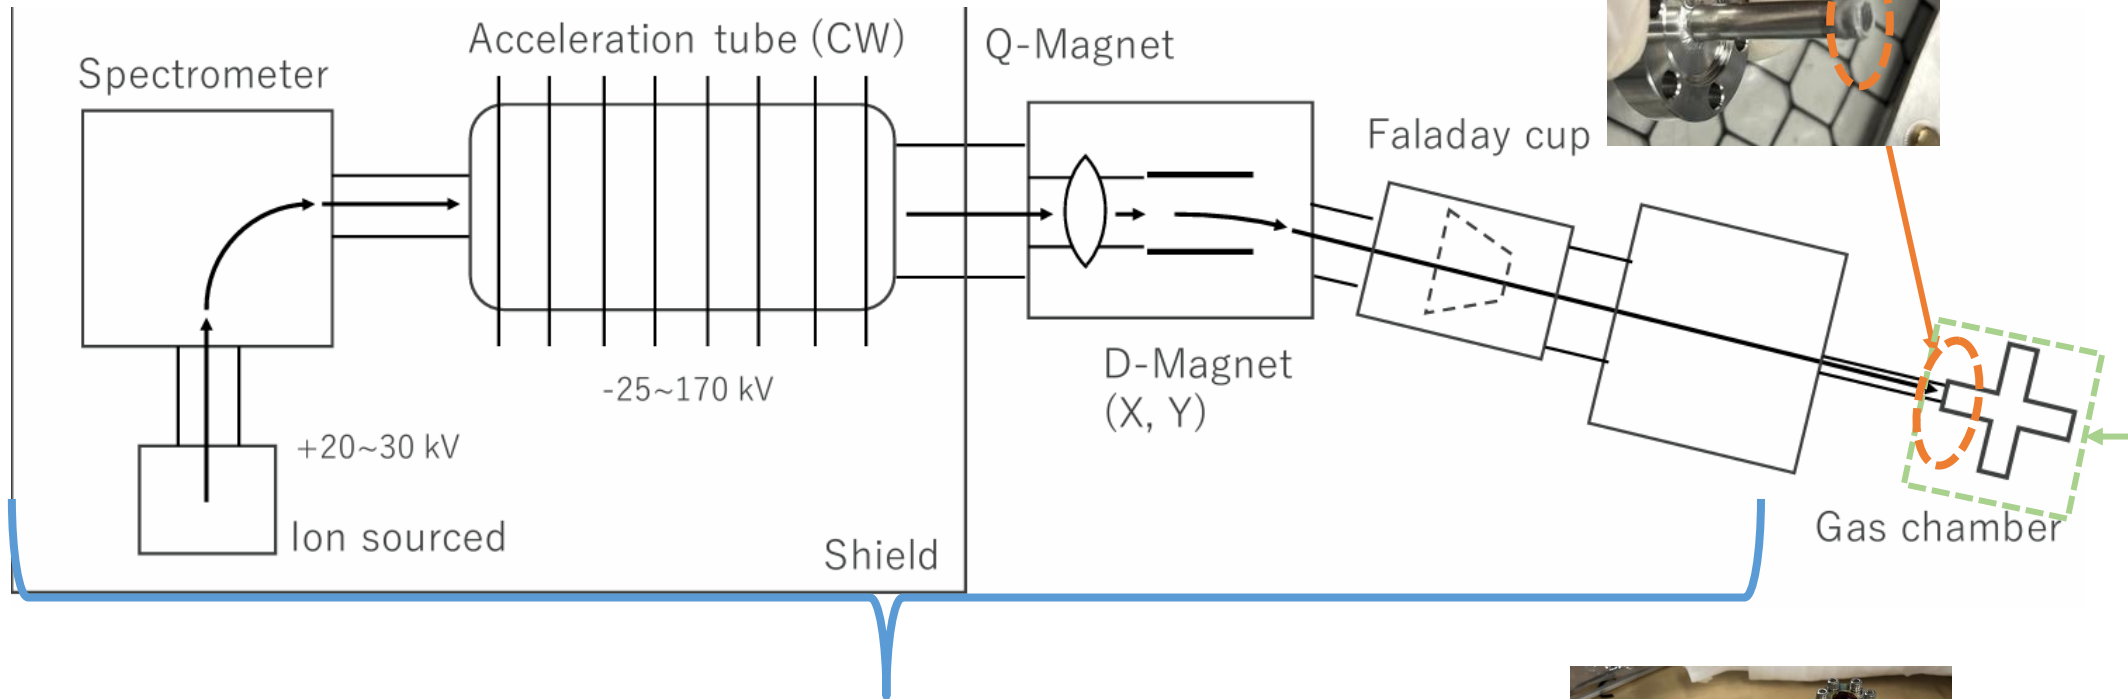 Acceleration tube (CW)
Q-Magnet
Spectrometer
Faladay cup
D-Magnet
(X, Y)
-25~170 kV
+20~30 kV
Ion sourced
Shield
Gas chamber